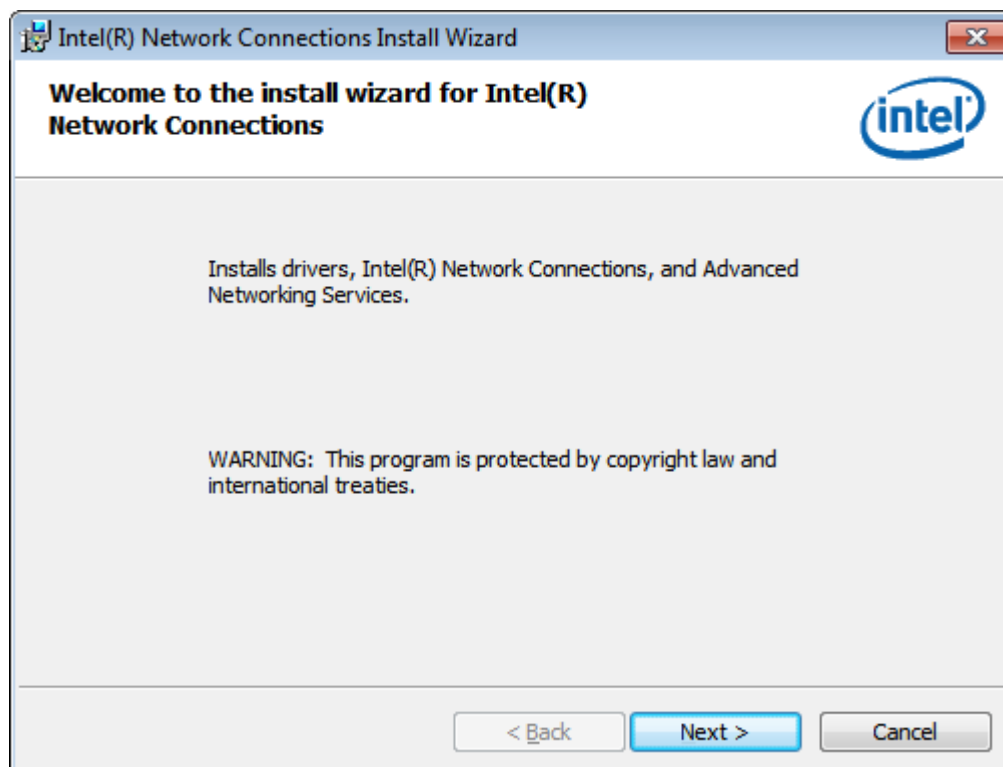 Intel(R) Network Connections Install Wizard
Welcome to the install wizard for Intel(R)
Network Connections
intel
Installs drivers, Intel(R) Network Connections, and Advanced
Networking Services.
WARNING:  This program is protected by copyright law and
international treaties.
< Back
Next >
Cancel